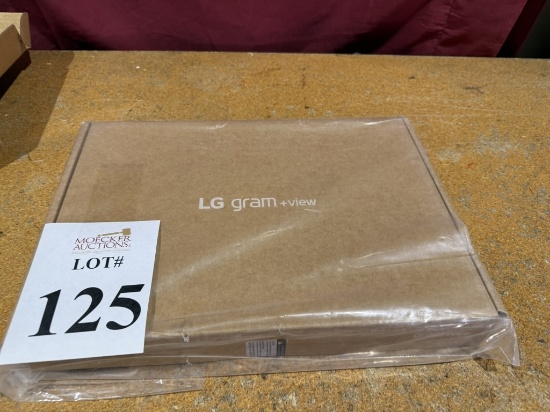 LG gram +view
MOECKER
AUCTIONS
LOT#
125